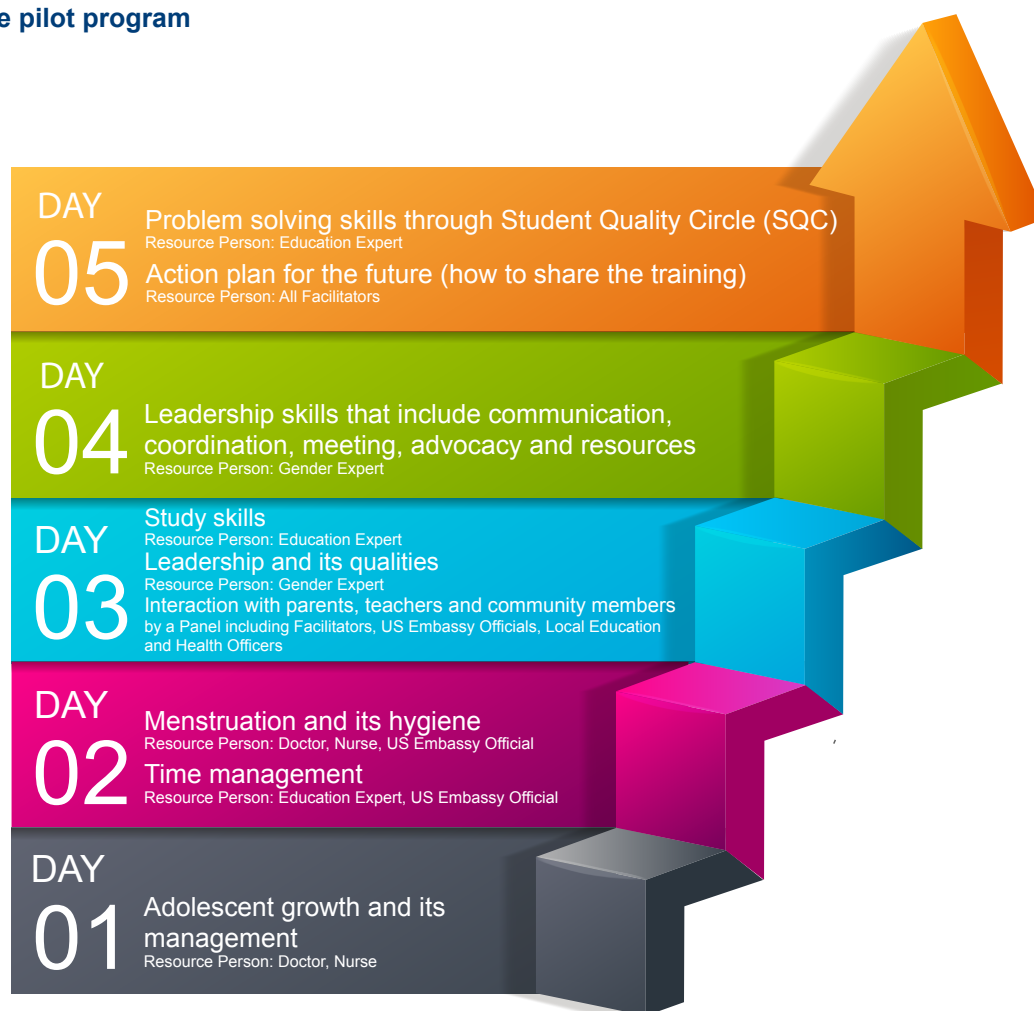 e pilot program
DAY
05
Problem solving skills through Student Quality Circle (SQC)
Resource Person: Education Expert
Action plan for the future (how to share the training)
Resource Person: All Facilitators
DAY
04
Leadership skills that include communication,
coordination, meeting, advocacy and resources
Resource Person: Gender Expert
DAY
03
Study skills
Resource Person: Education Expert
Leadership and its qualities
Resource Person: Gender Expert
Interaction with parents, teachers and community members
by a Panel including Facilitators, US Embassy Officials, Local Education
and Health Officers
DAY
02
Menstruation and its hygiene
Resource Person: Doctor, Nurse, US Embassy Official
Time management
Resource Person: Education Expert, US Embassy Official
,
DAY
01
Adolescent growth and its
management
Resource Person: Doctor, Nurse